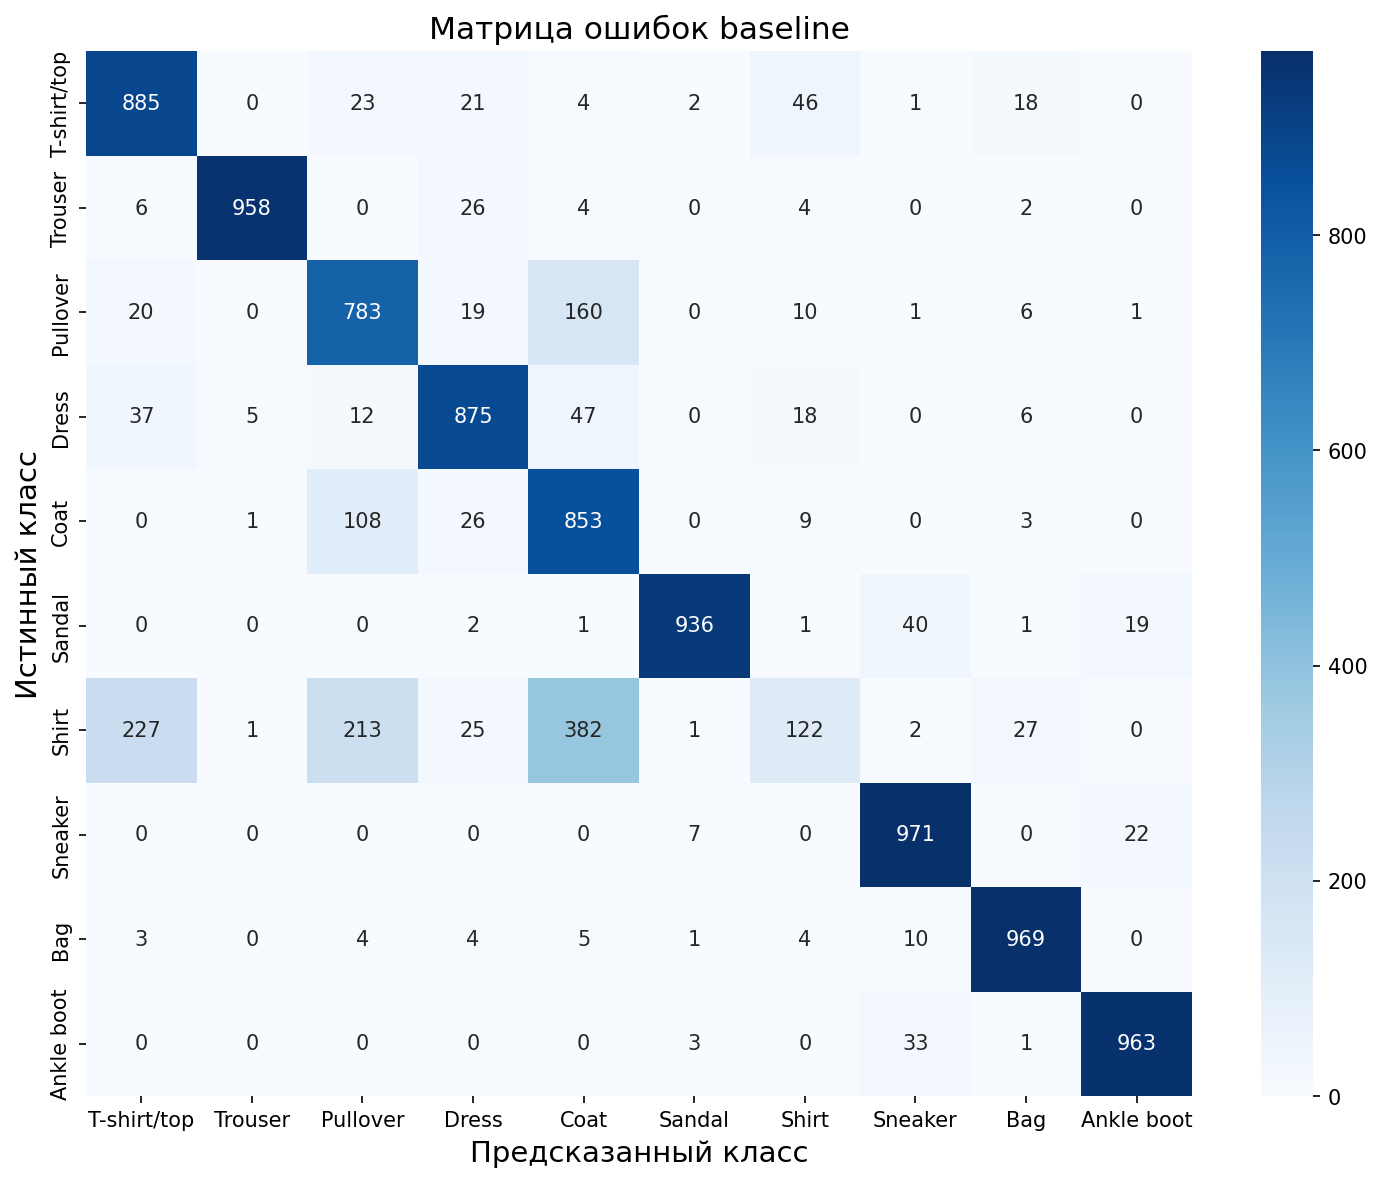 Матрица ошибок baseline
Истинный класс
T-shirt/top 885 0 23 21 4 2 46 1 18 0
Trouser 6 958 0 26 4 0 4 0 2 0
Pullover 20 0 783 19 160 0 10 1 6 1
Dress 37 5 12 875 47 0 18 0 6 0
Coat 0 1 108 26 853 0 9 0 3 0
Sandal 0 0 0 2 1 936 1 40 1 19
Shirt 227 1 213 25 382 1 122 2 27 0
Sneaker 0 0 0 0 0 7 0 971 0 22
Bag 3 0 4 4 5 1 4 10 969 0
Ankle boot 0 0 0 0 0 3 0 33 1 963
T-shirt/top Trouser Pullover Dress Coat Sandal Shirt Sneaker Bag Ankle boot
Предсказанный класс
800
600
400
200
0